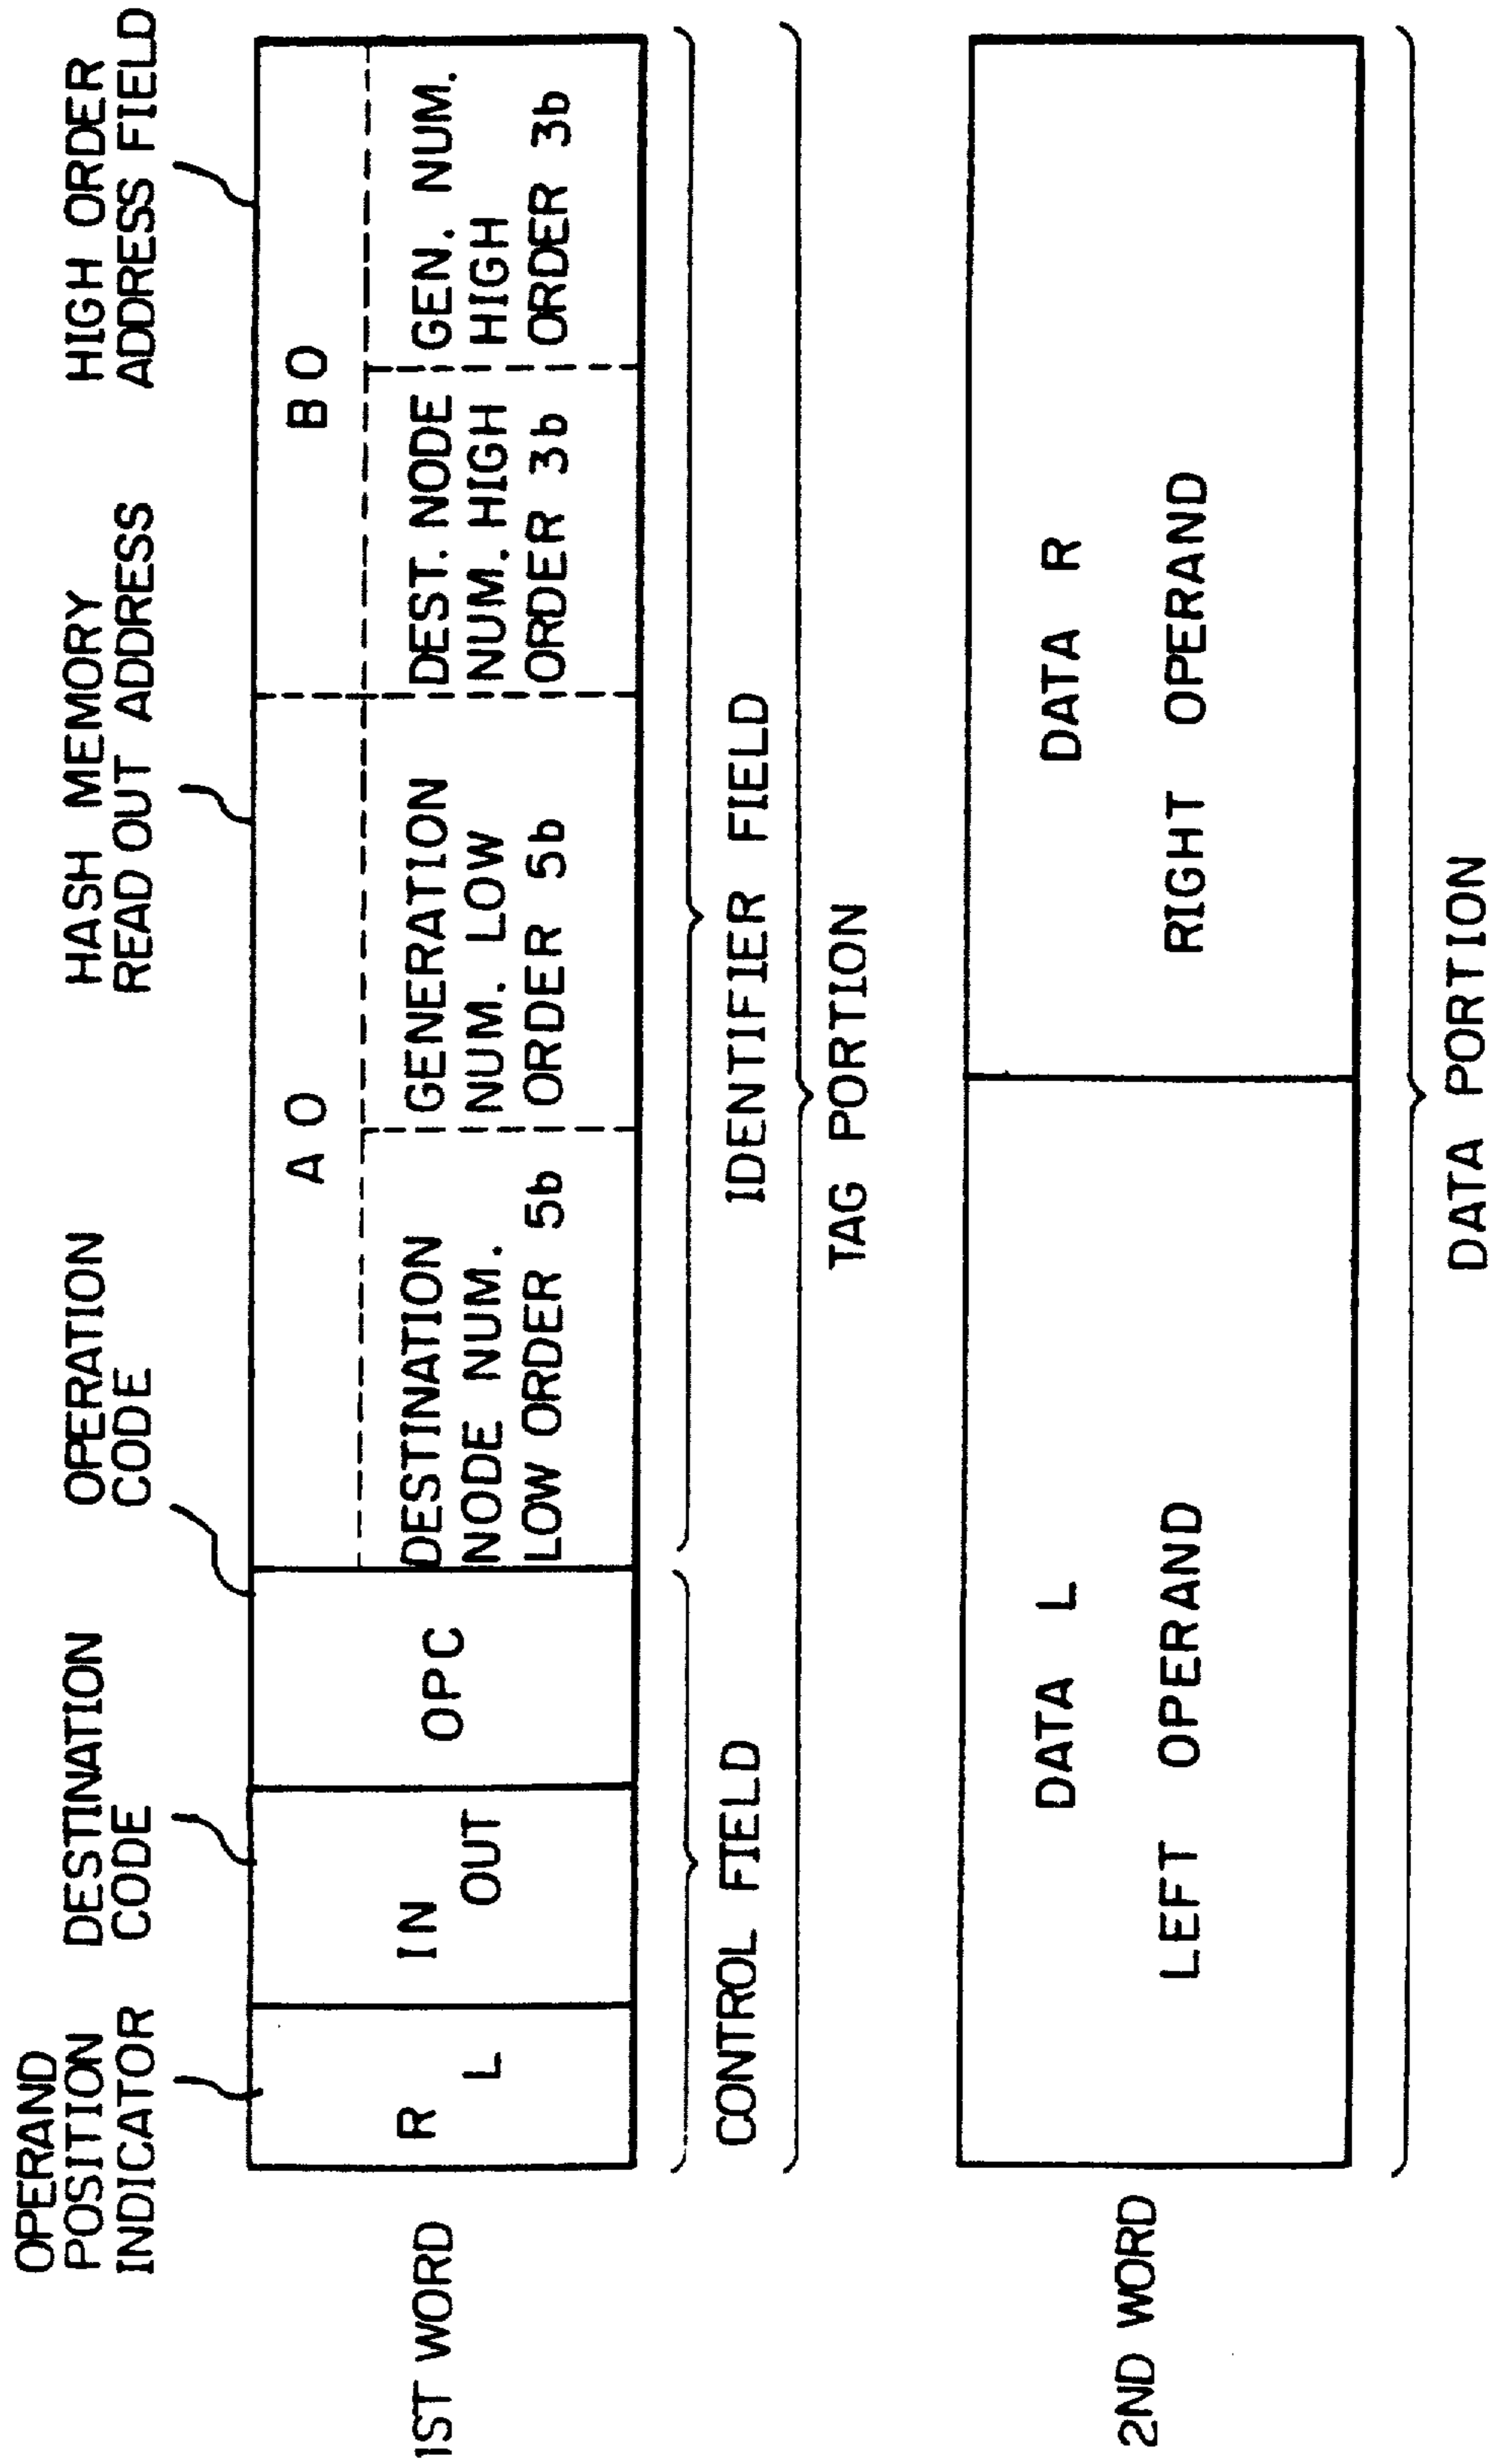 OPERAND
POSITION
INDICATOR
DESTINATION
CODE
OPERATION
CODE
HASH MEMORY
READ OUT ADDRESS
HIGH ORDER
ADDRESS FIELD
1ST WORD
R
L
IN
OUT
OPC
A O
DESTINATION
NODE NUM.
LOW ORDER 5b
GENERATION
NUM. LOW
ORDER 5b
B O
DEST. NODE
NUM. HIGH
ORDER 3b
GEN. NUM.
HIGH
ORDER 3b
CONTROL FIELD
IDENTIFIER FIELD
TAG PORTION
2ND WORD
DATA L
LEFT OPERAND
DATA R
RIGHT OPERAND
DATA PORTION